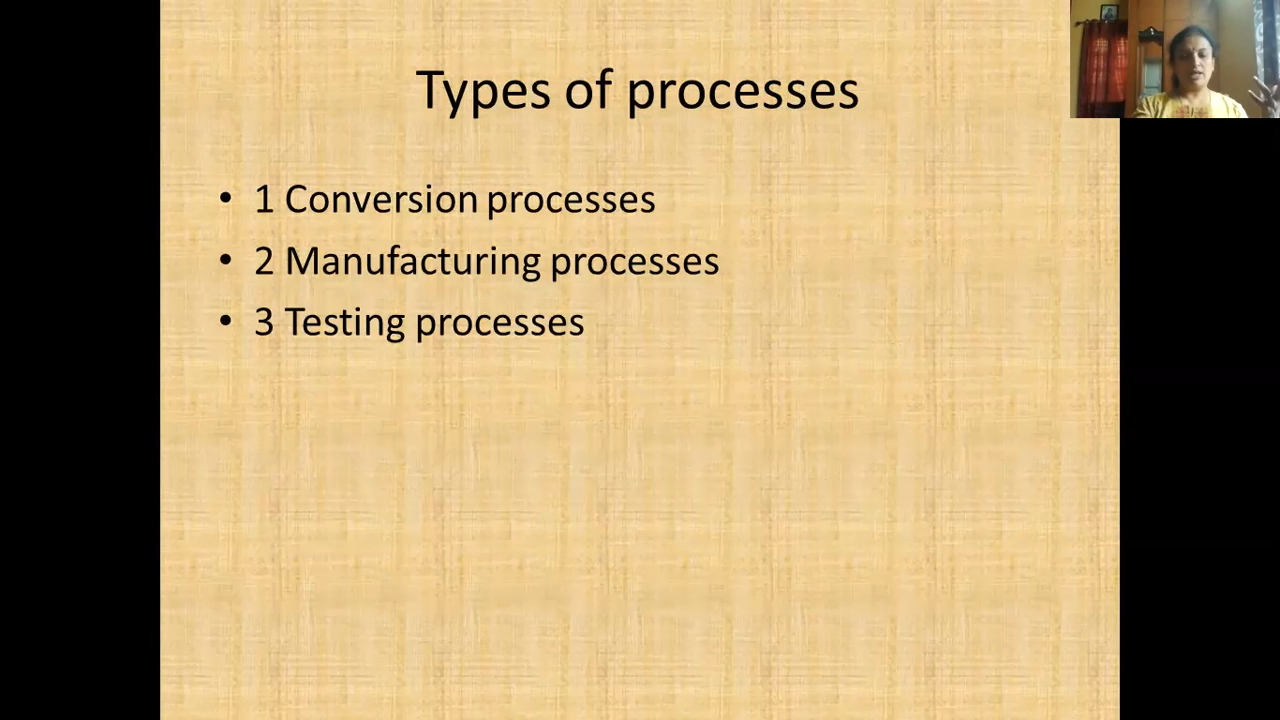 Types of processes
• 1 Conversion processes
• 2 Manufacturing processes
• 3 Testing processes